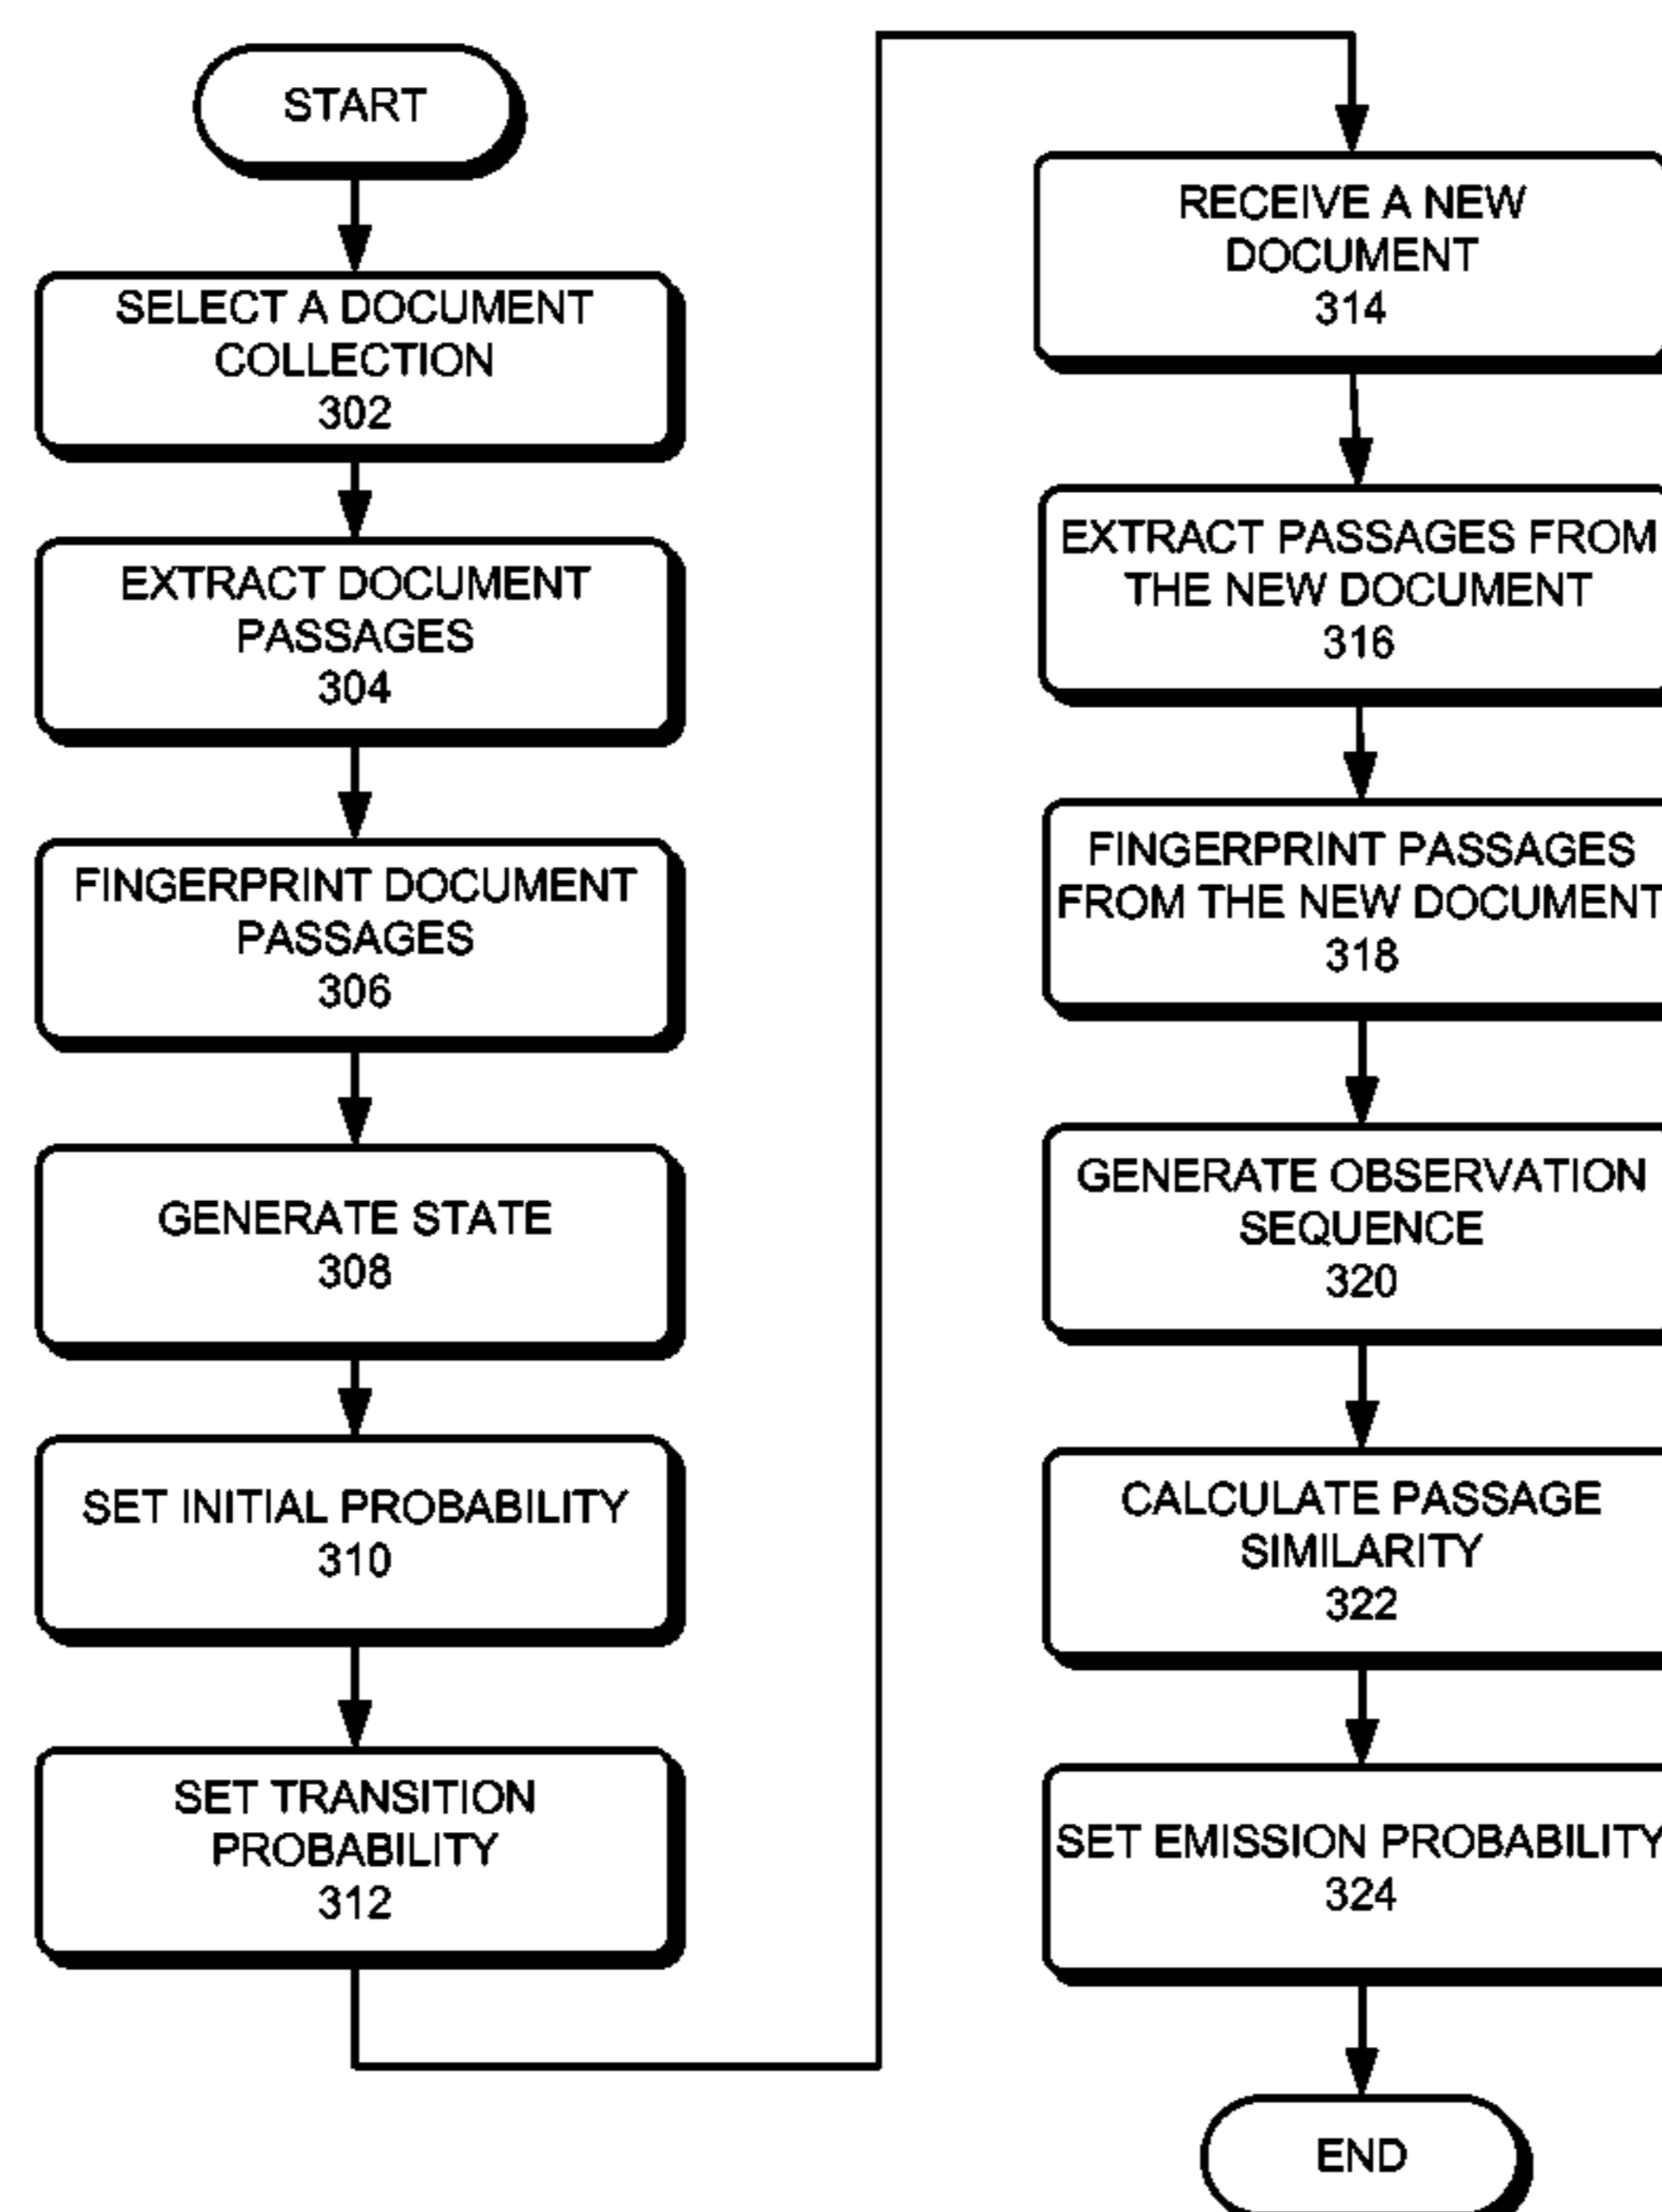 START
SELECT A DOCUMENT
COLLECTION
302
EXTRACT DOCUMENT
PASSAGES
304
FINGERPRINT DOCUMENT
PASSAGES
306
GENERATE STATE
308
SET INITIAL PROBABILITY
310
SET TRANSITION
PROBABILITY
312
RECEIVE A NEW
DOCUMENT
314
EXTRACT PASSAGES FROM
THE NEW DOCUMENT
316
FINGERPRINT PASSAGES
FROM THE NEW DOCUMENT
318
GENERATE OBSERVATION
SEQUENCE
320
CALCULATE PASSAGE
SIMILARITY
322
SET EMISSION PROBABILITY
324
END